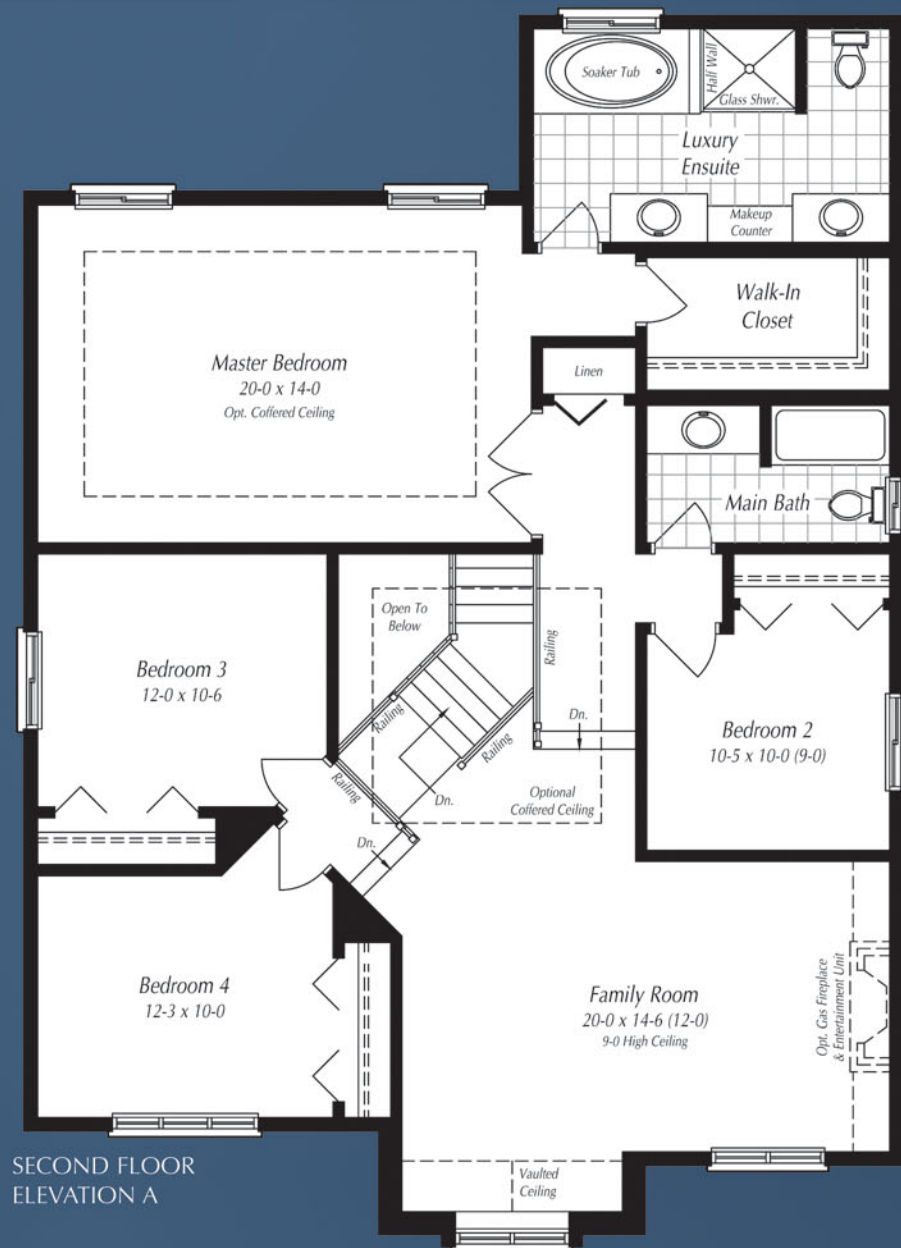 Soaker Tub
Half Wall
Glass Shwr.
Luxury
Ensuite
Makeup
Counter
Walk-In
Closet
Master Bedroom
20-0 x 14-0
Opt. Coffered Ceiling
Linen
Main Bath
Open To
Below
Railing
Bedroom 3
12-0 x 10-6
Railing
Railing
Railing
Dn.
Dn.
Dn.
Optional
Coffered Ceiling
Bedroom 2
10-5 x 10-0 (9-0)
Bedroom 4
12-3 x 10-0
Family Room
20-0 x 14-6 (12-0)
9-0 High Ceiling
Opt. Gas Fireplace
& Entertainment Unit
Vaulted
Ceiling
SECOND FLOOR
ELEVATION A